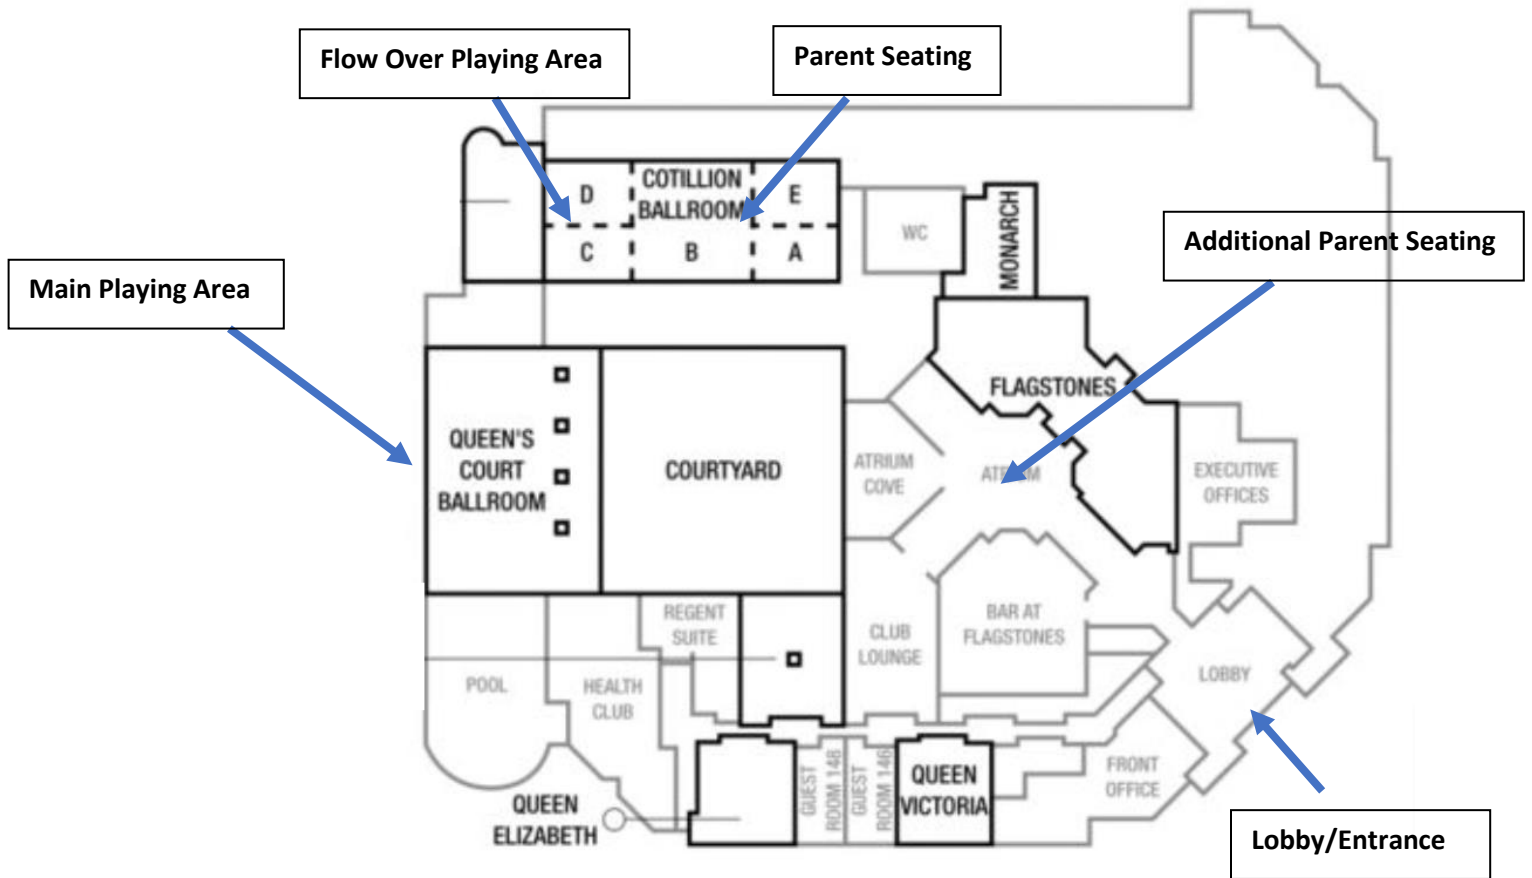 Flow Over Playing Area
Parent Seating
D
COTILLION
BALLROOM
E
C
B
A
WC
MONARCH
Additional Parent Seating
Main Playing Area
FLAGSTONES
QUEEN'S
COURT
BALLROOM
COURTYARD
ATRIUM
COVE
ATRIUM
EXECUTIVE
OFFICES
REGENT
SUITE
CLUB
LOUNGE
BAR AT
FLAGSTONES
LOBBY
POOL
HEALTH
CLUB
GUEST
ROOM 148
GUEST
ROOM 146
QUEEN
VICTORIA
FRONT
OFFICE
QUEEN
ELIZABETH
Lobby/Entrance